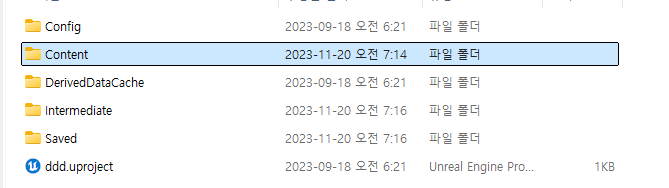 Config 2023-09-18 오전 6:21 파일 폴더
Content 2023-11-20 오전 7:14 파일 폴더
DerivedDataCache 2023-09-18 오전 6:21 파일 폴더
Intermediate 2023-11-20 오전 7:16 파일 폴더
Saved 2023-11-20 오전 7:16 파일 폴더
ddd.uproject 2023-09-18 오전 6:21 Unreal Engine Pro... 1KB